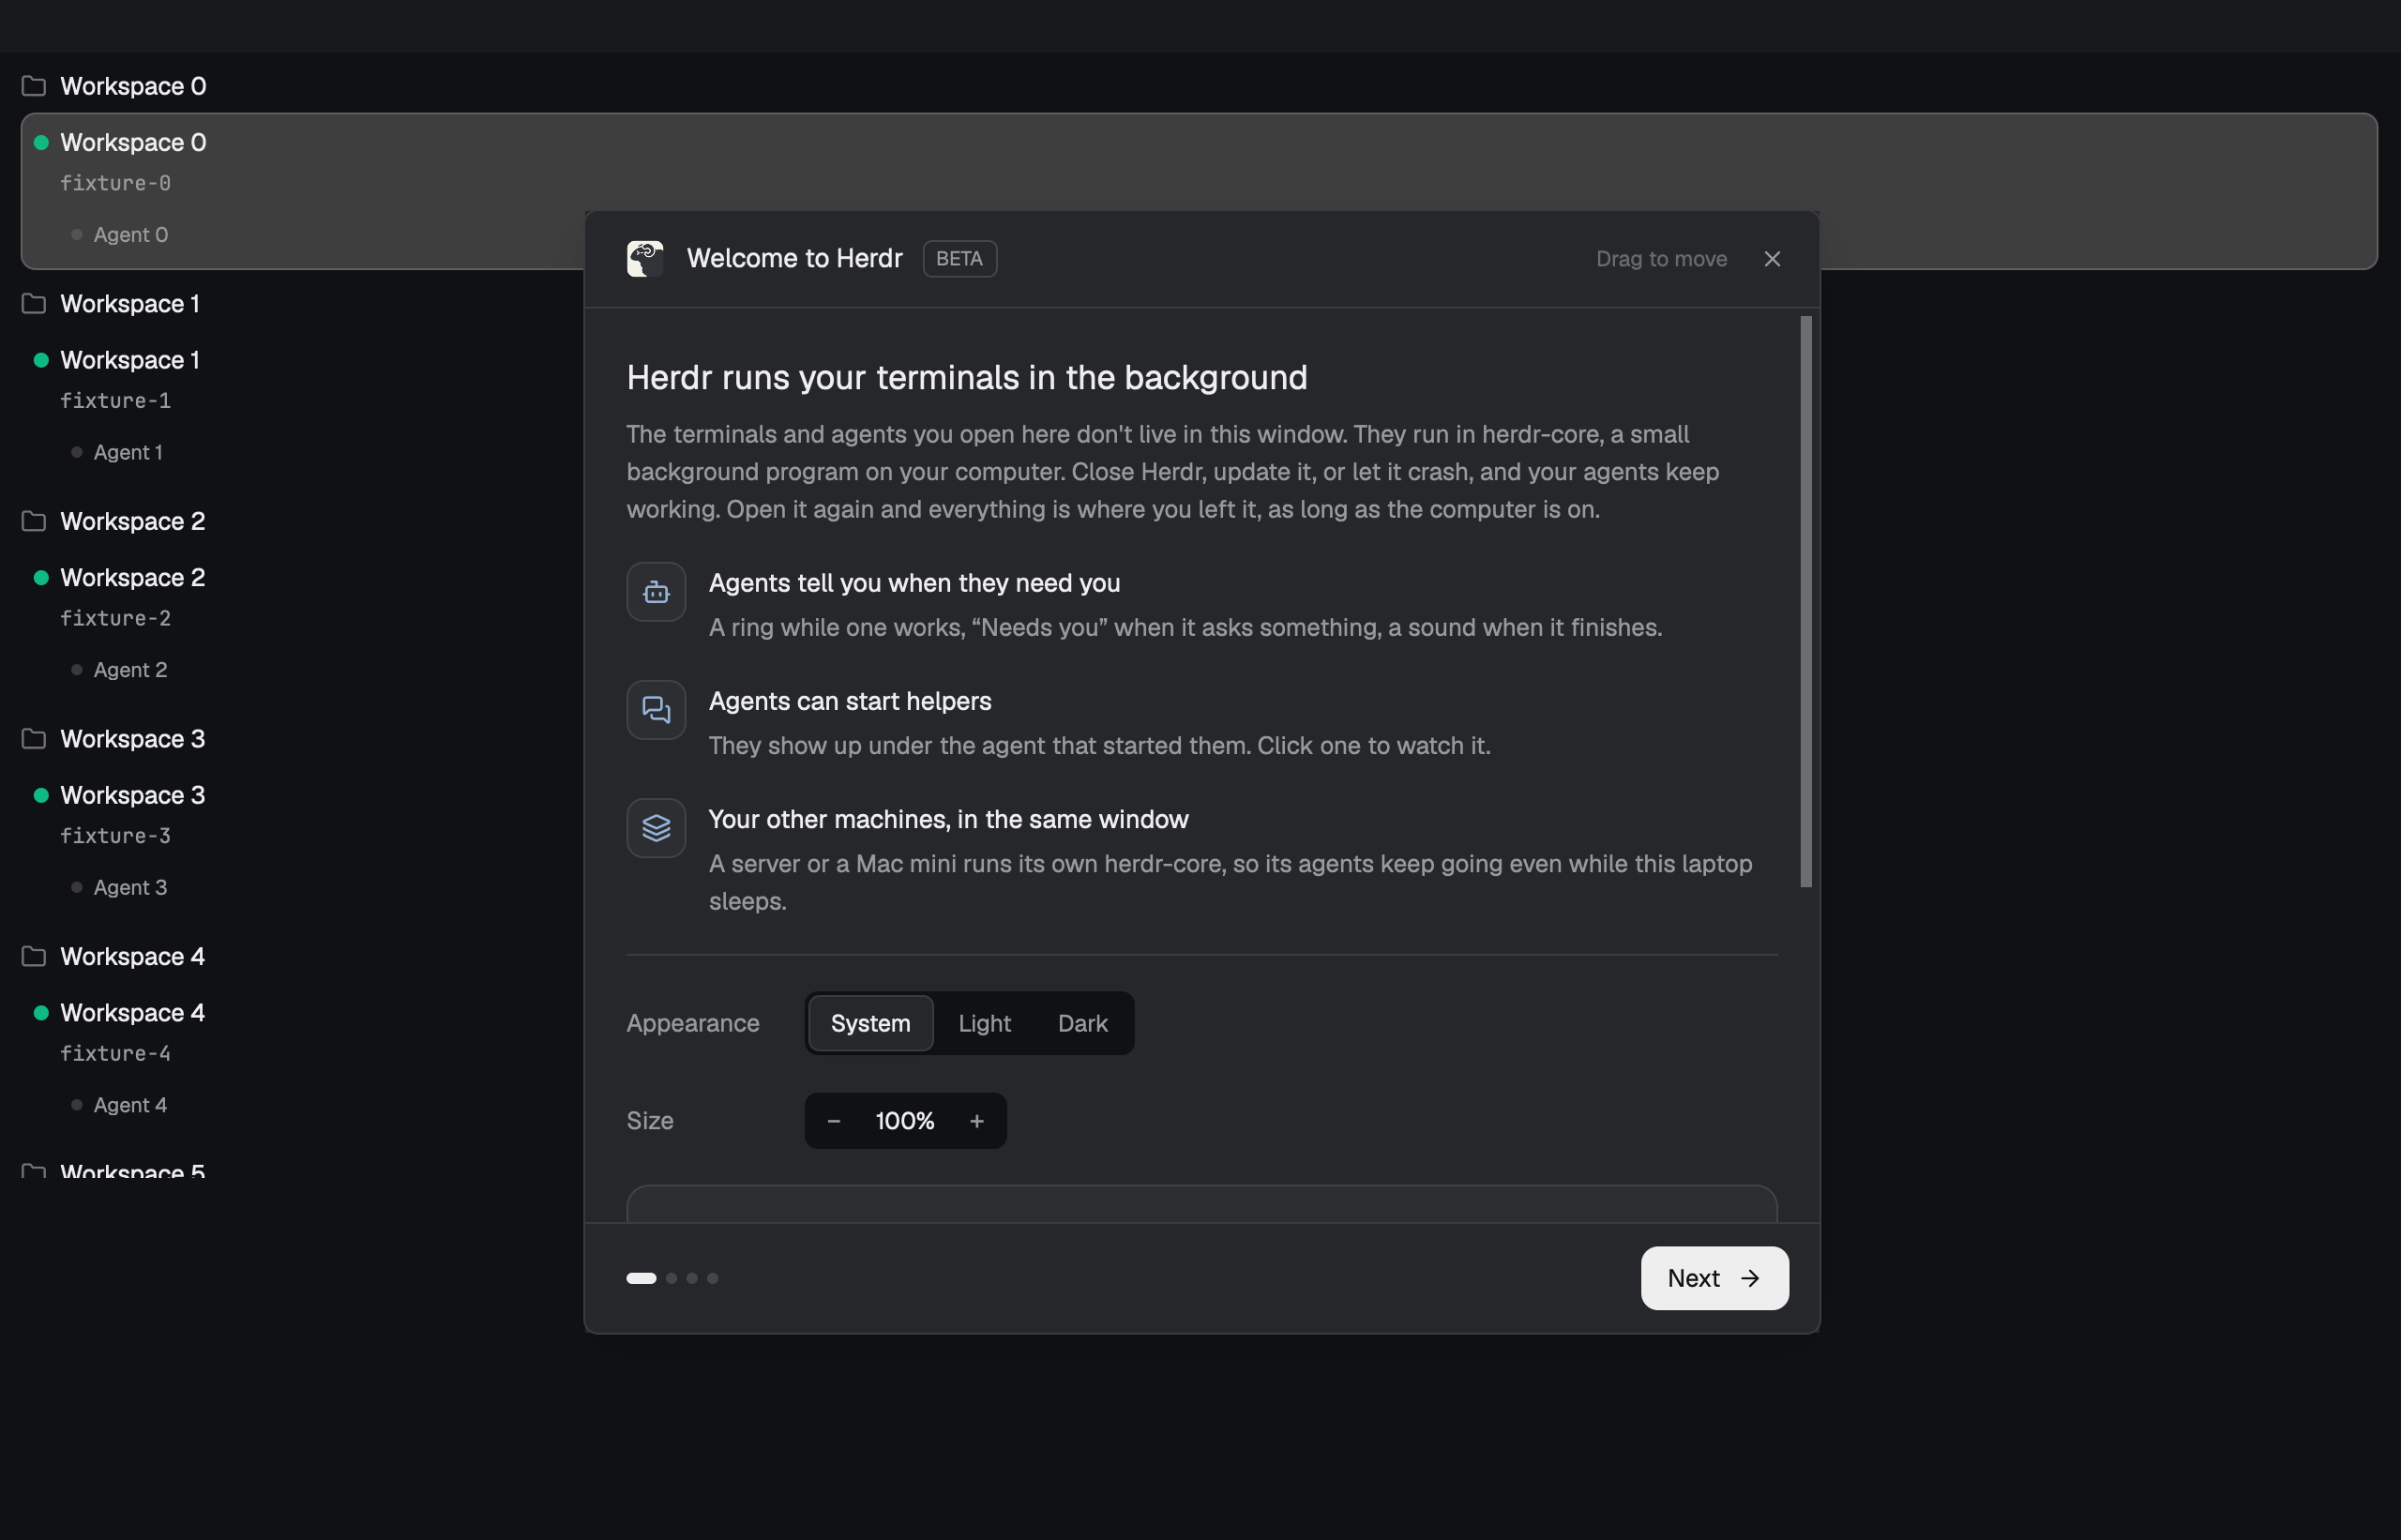 Workspace 0
Workspace 0
fixture-0
Agent 0
Workspace 1
Workspace 1
fixture-1
Agent 1
Workspace 2
Workspace 2
fixture-2
Agent 2
Workspace 3
Workspace 3
fixture-3
Agent 3
Workspace 4
Workspace 4
fixture-4
Agent 4
Workspace 5
Welcome to Herdr BETA
Drag to move
Herdr runs your terminals in the background
The terminals and agents you open here don't live in this window. They run in herdr-core, a small
background program on your computer. Close Herdr, update it, or let it crash, and your agents keep
working. Open it again and everything is where you left it, as long as the computer is on.
Agents tell you when they need you
A ring while one works, “Needs you” when it asks something, a sound when it finishes.
Agents can start helpers
They show up under the agent that started them. Click one to watch it.
Your other machines, in the same window
A server or a Mac mini runs its own herdr-core, so its agents keep going even while this laptop
sleeps.
Appearance System Light Dark
Size − 100% +
Next →